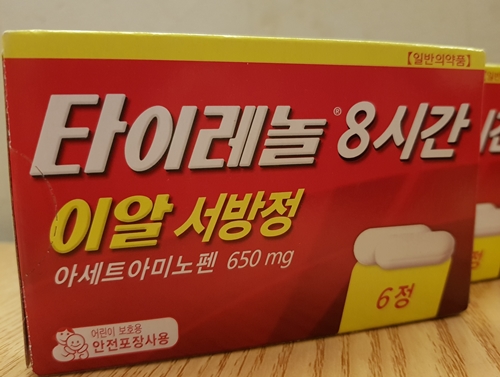 【일반의약품】
타이레놀® 8시간
이알 서방정
아세트아미노펜 650 mg
6정
어린이 보호용
안전포장사용
간
정